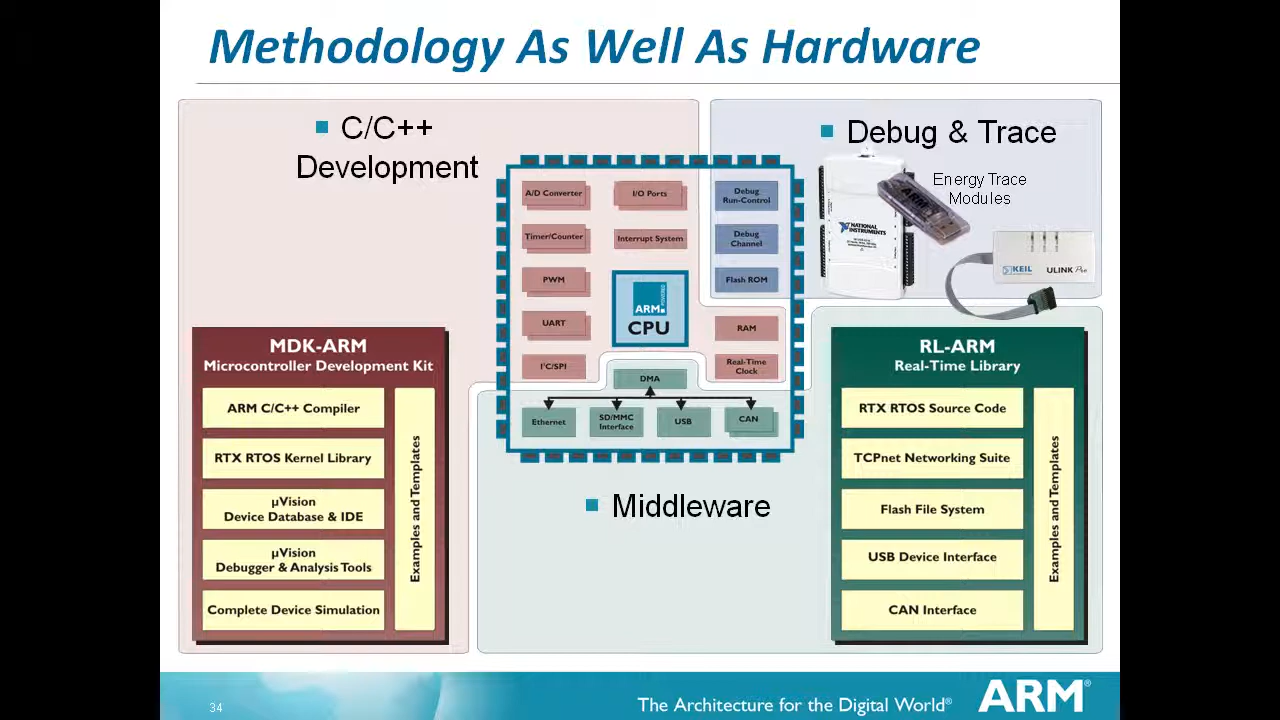 Methodology As Well As Hardware
C/C++
Development
Debug & Trace
Energy Trace
Modules
NATIONAL
INSTRUMENTS
ARM
KEIL
ULINK Pro
A/D Converter
I/O Ports
Debug
Run-Control
Timer/Counter
Interrupt System
Debug
Channel
PWM
Flash ROM
ARM POWERED
CPU
UART
RAM
I²C/SPI
Real-Time
Clock
DMA
Ethernet
SD/MMC
Interface
USB
CAN
Middleware
MDK-ARM
Microcontroller Development Kit
ARM C/C++ Compiler
RTX RTOS Kernel Library
µVision
Device Database & IDE
µVision
Debugger & Analysis Tools
Complete Device Simulation
Examples and Templates
RL-ARM
Real-Time Library
RTX RTOS Source Code
TCPnet Networking Suite
Flash File System
USB Device Interface
CAN Interface
Examples and Templates
34
The Architecture for the Digital World®
ARM®